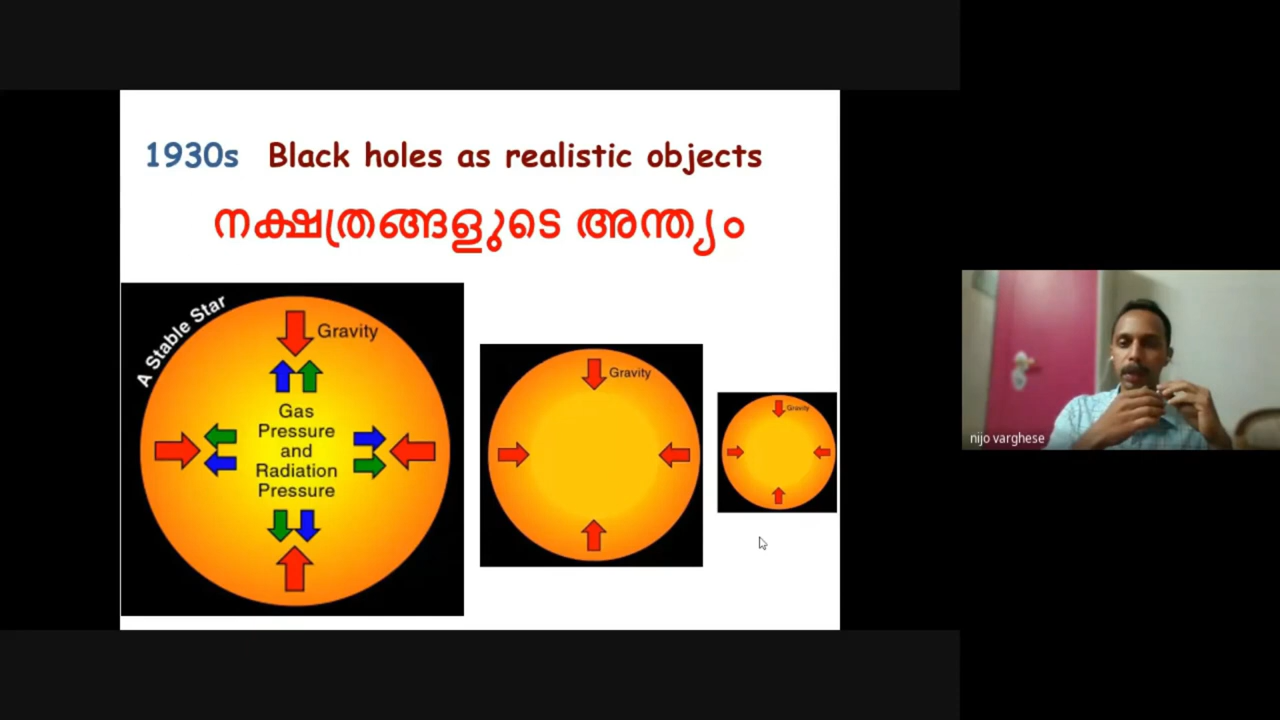 1930s Black holes as realistic objects
നക്ഷത്രങ്ങളുടെ അന്ത്യം
A Stable Star
Gravity
Gas
Pressure
and
Radiation
Pressure
Gravity
Gravity
nijo varghese